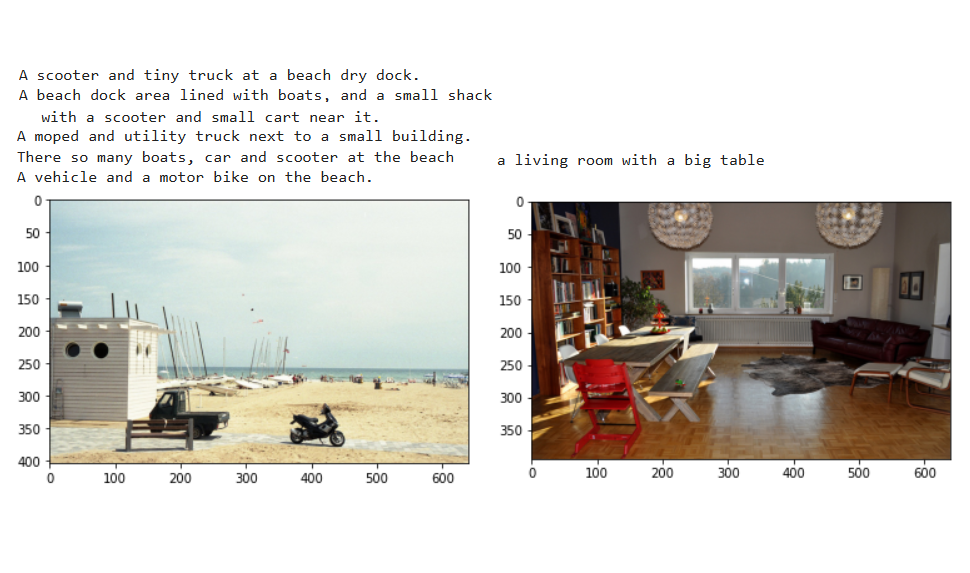 A scooter and tiny truck at a beach dry dock.
A beach dock area lined with boats, and a small shack
with a scooter and small cart near it.
A moped and utility truck next to a small building.
There so many boats, car and scooter at the beach
A vehicle and a motor bike on the beach.
a living room with a big table
0
50
100
150
200
250
300
350
400
0 100 200 300 400 500 600
0
50
100
150
200
250
300
350
0 100 200 300 400 500 600